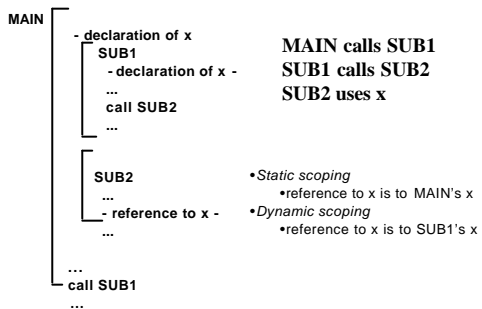 MAIN
- declaration of x
SUB1
- declaration of x -
...
call SUB2
...
MAIN calls SUB1
SUB1 calls SUB2
SUB2 uses x
SUB2
...
- reference to x -
...
•Static scoping
•reference to x is to MAIN's x
•Dynamic scoping
•reference to x is to SUB1's x
...
call SUB1
...